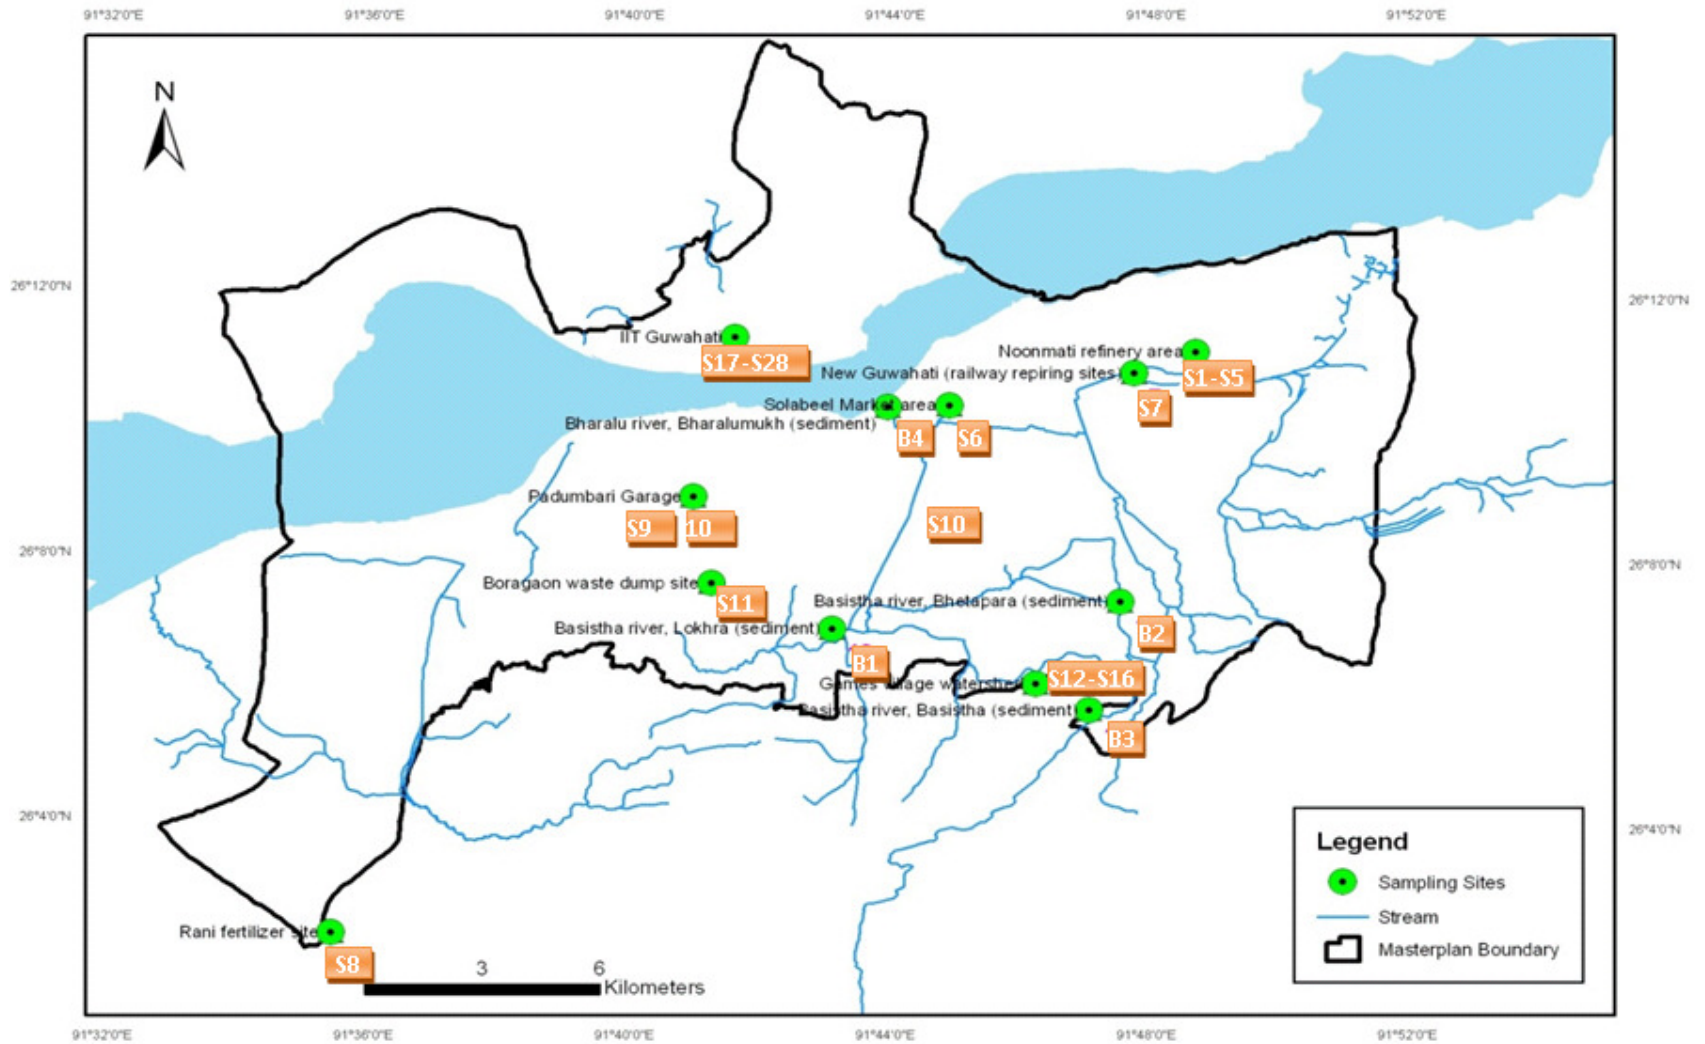 91°32'0"E 91°36'0"E 91°40'0"E 91°44'0"E 91°48'0"E 91°52'0"E
N
26°12'0"N
26°12'0"N
IIT Guwahati
S17-S28
Noonmati refinery area
New Guwahati (railway repiring sites)
S1-S5
S7
Solabeel Market area
Bharalu river, Bharalumukh (sediment)
B4
S6
Padumbari Garage
S9
10
S10
26°8'0"N
26°8'0"N
Boragaon waste dump site
S11
Basistha river, Bhetapara (sediment)
B2
Basistha river, Lokhra (sediment)
B1
Games village watershed
S12-S16
Basistha river, Basistha (sediment)
B3
26°4'0"N
26°4'0"N
Legend
Sampling Sites
Stream
Masterplan Boundary
Rani fertilizer site
S8
3 6
Kilometers
91°32'0"E 91°36'0"E 91°40'0"E 91°44'0"E 91°48'0"E 91°52'0"E